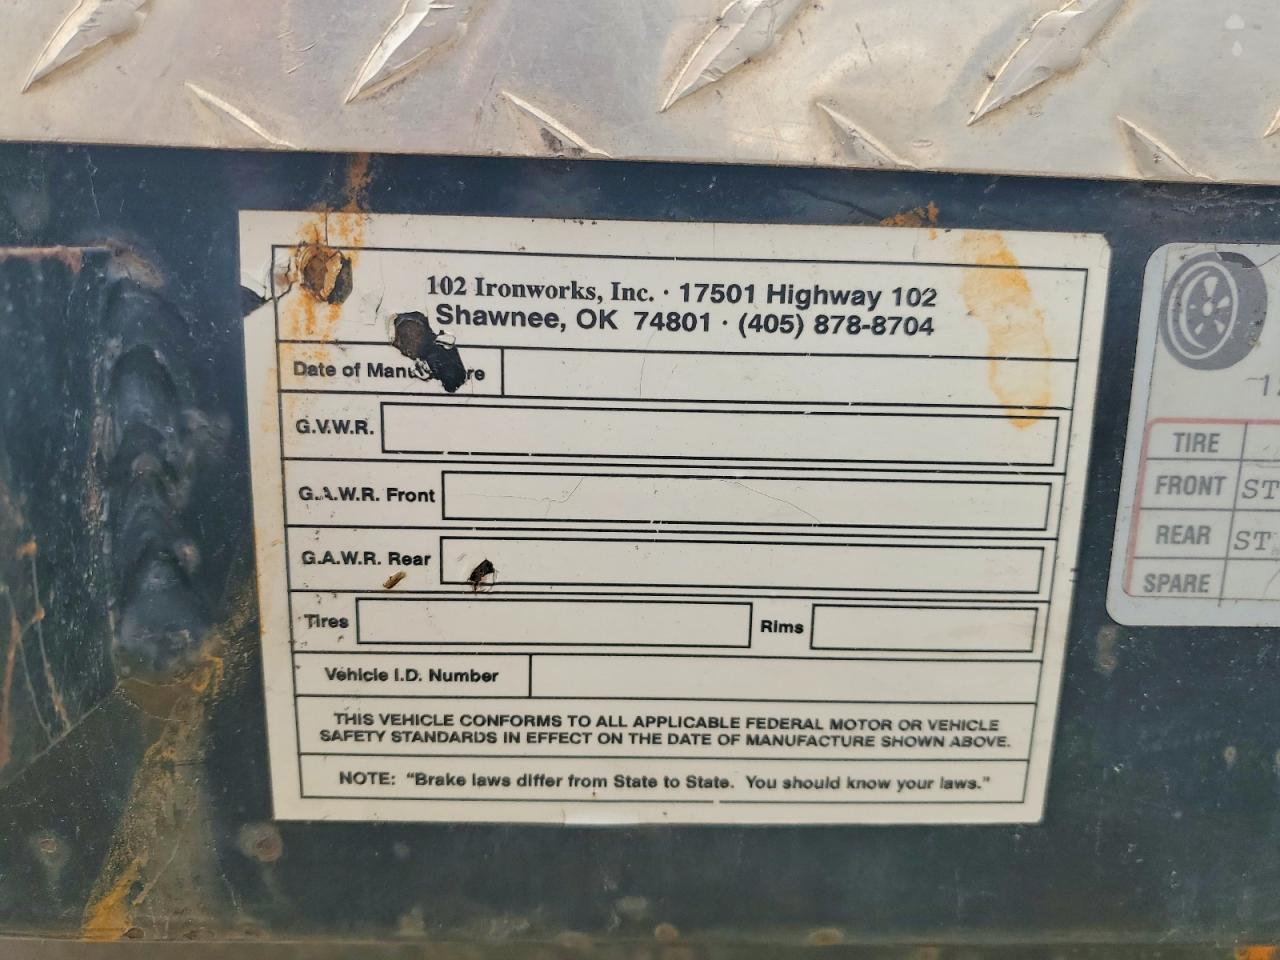 102 Ironworks, Inc. · 17501 Highway 102
Shawnee, OK 74801 · (405) 878-8704
Date of Manufacture
G.V.W.R.
G.A.W.R. Front
G.A.W.R. Rear
Tires
Rims
Vehicle I.D. Number
THIS VEHICLE CONFORMS TO ALL APPLICABLE FEDERAL MOTOR OR VEHICLE
SAFETY STANDARDS IN EFFECT ON THE DATE OF MANUFACTURE SHOWN ABOVE.
NOTE: “Brake laws differ from State to State. You should know your laws.”
TIRE
FRONT ST
REAR ST
SPARE